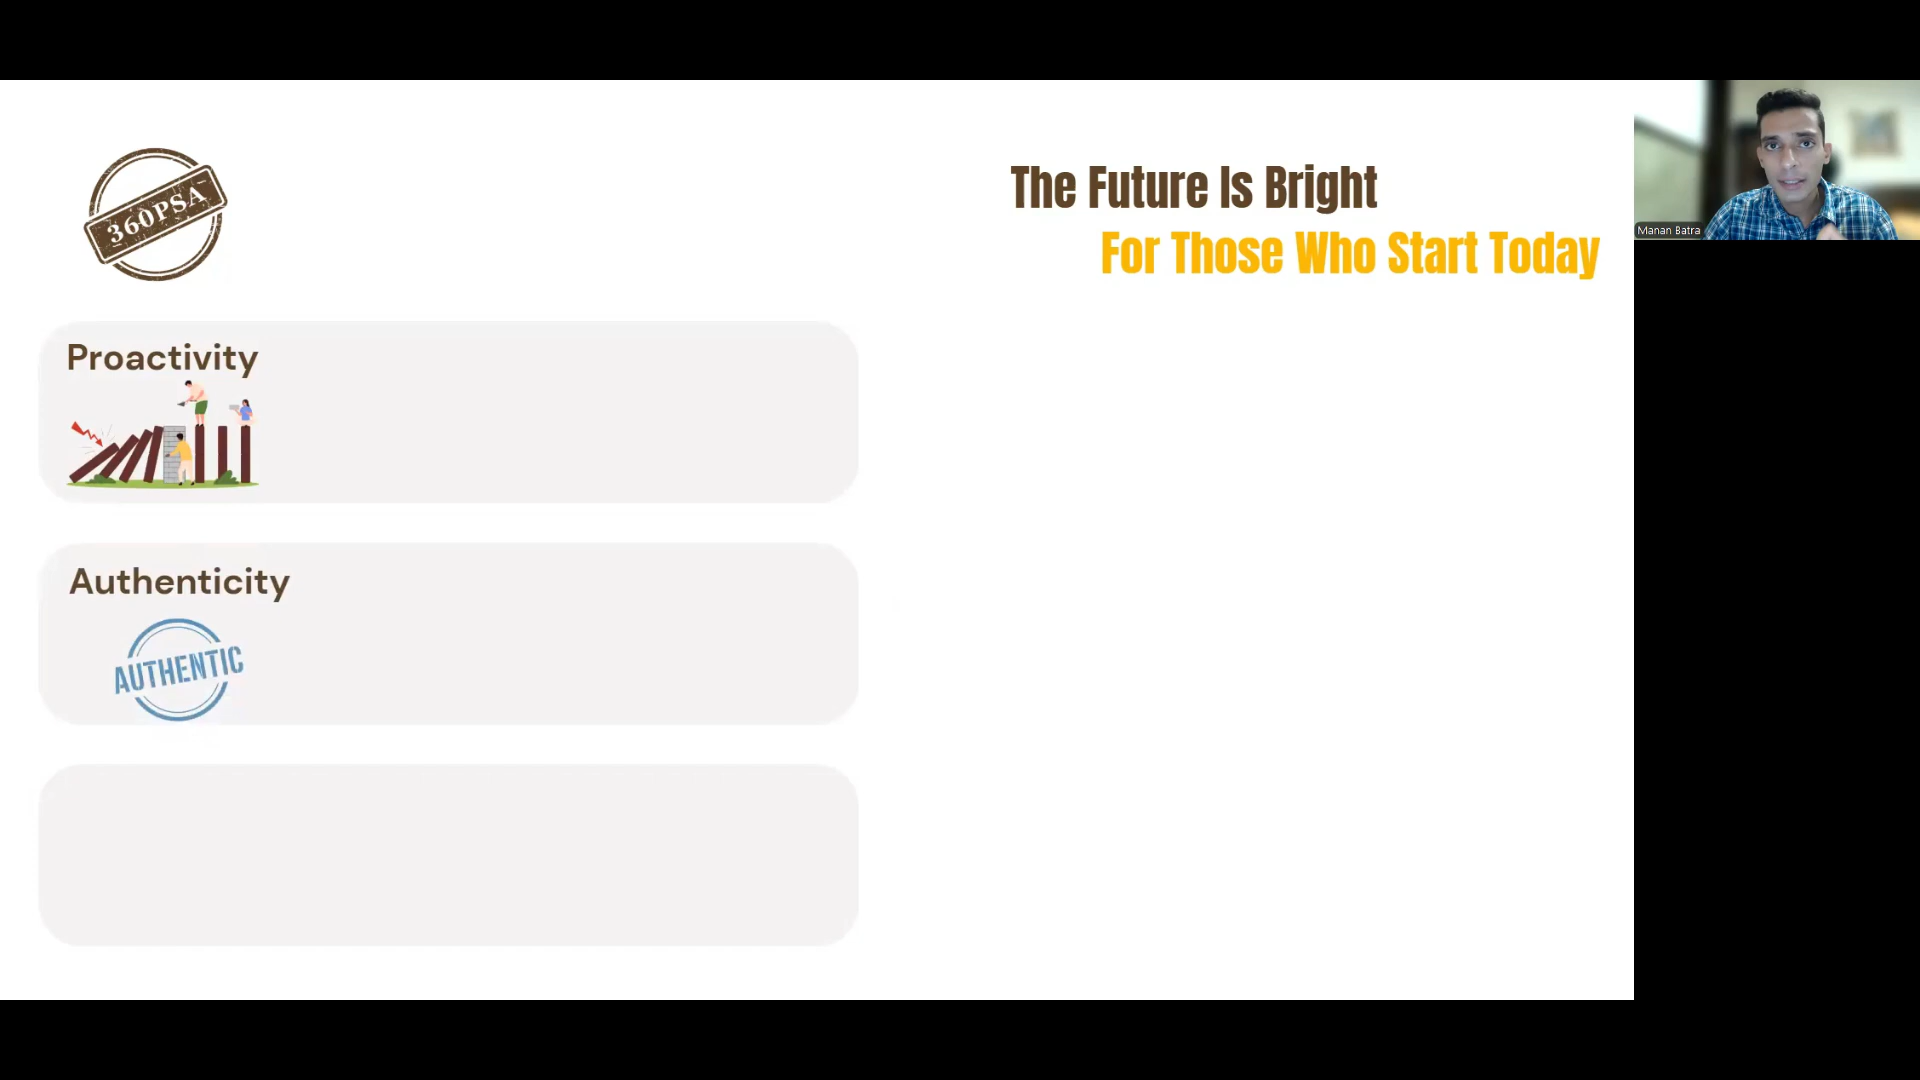 360PSA
The Future Is Bright
For Those Who Start Today
Manan Batra
Proactivity
Authenticity
AUTHENTIC